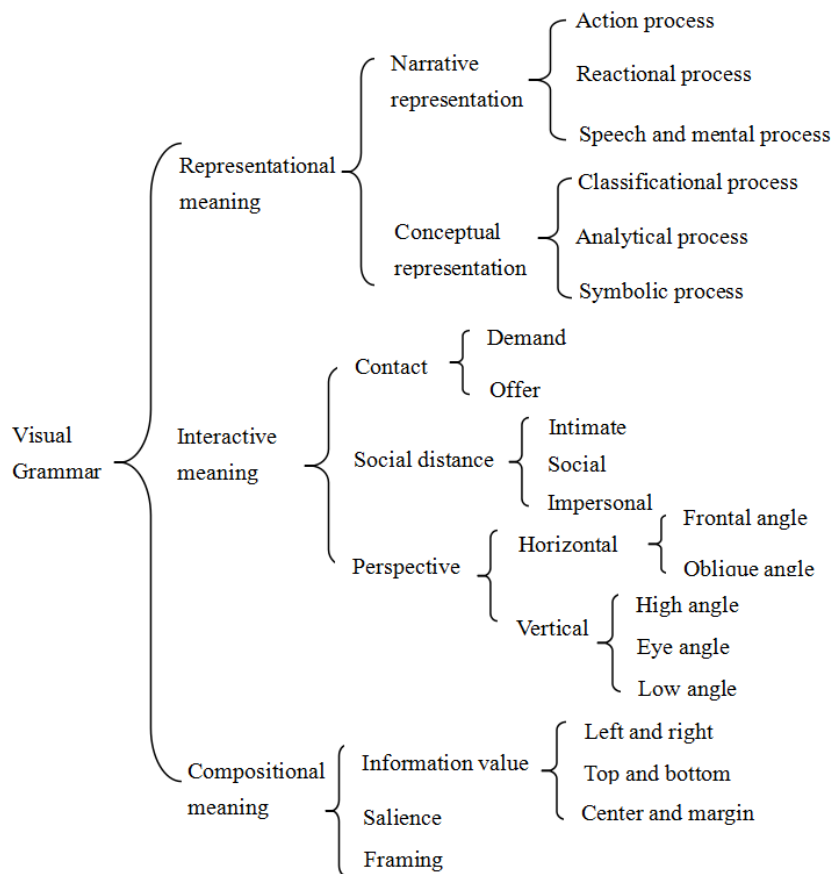 Visual
Grammar
Representational
meaning
Narrative
representation
Action process
Reactional process
Speech and mental process
Conceptual
representation
Classificational process
Analytical process
Symbolic process
Interactive
meaning
Contact
Demand
Offer
Social distance
Intimate
Social
Impersonal
Perspective
Horizontal
Frontal angle
Oblique angle
Vertical
High angle
Eye angle
Low angle
Compositional
meaning
Information value
Left and right
Top and bottom
Center and margin
Salience
Framing